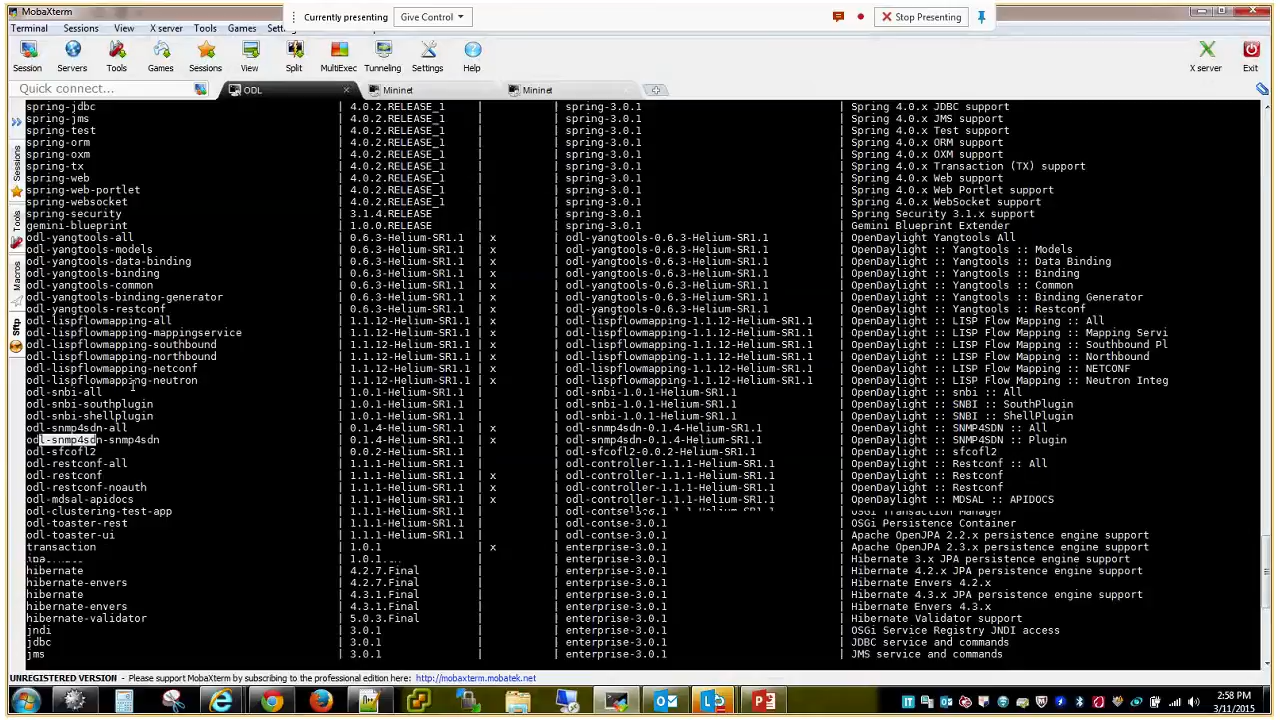 MobaXterm
Currently presenting
Give Control
Stop Presenting
Terminal Sessions View X server Tools Games
Session Servers Tools Games Sessions View Split MultiExec Tunneling Settings Help X server Exit
Quick connect...
ODL
Mininet
Mininet
Sessions
Tools
Macros
Sftp
spring-jdbc | 4.0.2.RELEASE_1 | | spring-3.0.1 | Spring 4.0.x JDBC support
spring-jms | 4.0.2.RELEASE_1 | | spring-3.0.1 | Spring 4.0.x JMS support
spring-test | 4.0.2.RELEASE_1 | | spring-3.0.1 | Spring 4.0.x Test support
spring-orm | 4.0.2.RELEASE_1 | | spring-3.0.1 | Spring 4.0.x ORM support
spring-oxm | 4.0.2.RELEASE_1 | | spring-3.0.1 | Spring 4.0.x OXM support
spring-tx | 4.0.2.RELEASE_1 | | spring-3.0.1 | Spring 4.0.x Transaction (TX) support
spring-web | 4.0.2.RELEASE_1 | | spring-3.0.1 | Spring 4.0.x Web support
spring-web-portlet | 4.0.2.RELEASE_1 | | spring-3.0.1 | Spring 4.0.x Web Portlet support
spring-websocket | 4.0.2.RELEASE_1 | | spring-3.0.1 | Spring 4.0.x WebSocket support
spring-security | 3.1.4.RELEASE | | spring-3.0.1 | Spring Security 3.1.x support
gemini-blueprint | 1.0.0.RELEASE | | spring-3.0.1 | Gemini Blueprint Extender
odl-yangtools-all | 0.6.3-Helium-SR1.1 | x | odl-yangtools-0.6.3-Helium-SR1.1 | OpenDaylight Yangtools All
odl-yangtools-models | 0.6.3-Helium-SR1.1 | x | odl-yangtools-0.6.3-Helium-SR1.1 | OpenDaylight :: Yangtools :: Models
odl-yangtools-data-binding | 0.6.3-Helium-SR1.1 | x | odl-yangtools-0.6.3-Helium-SR1.1 | OpenDaylight :: Yangtools :: Data Binding
odl-yangtools-binding | 0.6.3-Helium-SR1.1 | x | odl-yangtools-0.6.3-Helium-SR1.1 | OpenDaylight :: Yangtools :: Binding
odl-yangtools-common | 0.6.3-Helium-SR1.1 | x | odl-yangtools-0.6.3-Helium-SR1.1 | OpenDaylight :: Yangtools :: Common
odl-yangtools-binding-generator | 0.6.3-Helium-SR1.1 | x | odl-yangtools-0.6.3-Helium-SR1.1 | OpenDaylight :: Yangtools :: Binding Generator
odl-yangtools-restconf | 0.6.3-Helium-SR1.1 | x | odl-yangtools-0.6.3-Helium-SR1.1 | OpenDaylight :: Yangtools :: Restconf
odl-lispflowmapping-all | 1.1.12-Helium-SR1.1 | x | odl-lispflowmapping-1.1.12-Helium-SR1.1 | OpenDaylight :: LISP Flow Mapping :: All
odl-lispflowmapping-mappingservice | 1.1.12-Helium-SR1.1 | x | odl-lispflowmapping-1.1.12-Helium-SR1.1 | OpenDaylight :: LISP Flow Mapping :: Mapping Servi
odl-lispflowmapping-southbound | 1.1.12-Helium-SR1.1 | x | odl-lispflowmapping-1.1.12-Helium-SR1.1 | OpenDaylight :: LISP Flow Mapping :: Southbound Pl
odl-lispflowmapping-northbound | 1.1.12-Helium-SR1.1 | x | odl-lispflowmapping-1.1.12-Helium-SR1.1 | OpenDaylight :: LISP Flow Mapping :: Northbound
odl-lispflowmapping-netconf | 1.1.12-Helium-SR1.1 | x | odl-lispflowmapping-1.1.12-Helium-SR1.1 | OpenDaylight :: LISP Flow Mapping :: NETCONF
odl-lispflowmapping-neutron | 1.1.12-Helium-SR1.1 | x | odl-lispflowmapping-1.1.12-Helium-SR1.1 | OpenDaylight :: LISP Flow Mapping :: Neutron Integ
odl-snbi-all | 1.0.1-Helium-SR1.1 | | odl-snbi-1.0.1-Helium-SR1.1 | OpenDaylight :: snbi :: All
odl-snbi-southplugin | 1.0.1-Helium-SR1.1 | | odl-snbi-1.0.1-Helium-SR1.1 | OpenDaylight :: SNBI :: SouthPlugin
odl-snbi-shellplugin | 1.0.1-Helium-SR1.1 | | odl-snbi-1.0.1-Helium-SR1.1 | OpenDaylight :: SNBI :: ShellPlugin
odl-snmp4sdn-all | 0.1.4-Helium-SR1.1 | x | odl-snmp4sdn-0.1.4-Helium-SR1.1 | OpenDaylight :: SNMP4SDN :: All
odl-snmp4sdn-snmp4sdn | 0.1.4-Helium-SR1.1 | x | odl-snmp4sdn-0.1.4-Helium-SR1.1 | OpenDaylight :: SNMP4SDN :: Plugin
odl-sfcofl2 | 0.0.2-Helium-SR1.1 | | odl-sfcofl2-0.0.2-Helium-SR1.1 | OpenDaylight :: sfcofl2
odl-restconf-all | 1.1.1-Helium-SR1.1 | x | odl-controller-1.1.1-Helium-SR1.1 | OpenDaylight :: Restconf :: All
odl-restconf | 1.1.1-Helium-SR1.1 | x | odl-controller-1.1.1-Helium-SR1.1 | OpenDaylight :: Restconf
odl-restconf-noauth | 1.1.1-Helium-SR1.1 | x | odl-controller-1.1.1-Helium-SR1.1 | OpenDaylight :: Restconf
odl-mdsal-apidocs | 1.1.1-Helium-SR1.1 | x | odl-controller-1.1.1-Helium-SR1.1 | OpenDaylight :: MDSAL :: APIDOCS
odl-clustering-test-app | 1.1.1-Helium-SR1.1 | | OSGi Transaction Manager
odl-toaster-rest | 1.1.1-Helium-SR1.1 | | odl-contse-3.0.1 | OSGi Persistence Container
odl-toaster-ui | 1.1.1-Helium-SR1.1 | | odl-contse-3.0.1 | Apache OpenJPA 2.2.x persistence engine support
transaction | 1.0.1 | x | enterprise-3.0.1 | Apache OpenJPA 2.3.x persistence engine support
| 1.0.1 | | enterprise-3.0.1 | Hibernate 3.x JPA persistence engine support
hibernate | 4.2.7.Final | | enterprise-3.0.1 | Hibernate 4.2.x JPA persistence engine support
hibernate-envers | 4.2.7.Final | | enterprise-3.0.1 | Hibernate Envers 4.2.x
hibernate | 4.3.1.Final | | enterprise-3.0.1 | Hibernate 4.3.x JPA persistence engine support
hibernate-envers | 4.3.1.Final | | enterprise-3.0.1 | Hibernate Envers 4.3.x
hibernate-validator | 5.0.3.Final | | enterprise-3.0.1 | Hibernate Validator support
jndi | 3.0.1 | | enterprise-3.0.1 | OSGi Service Registry JNDI access
jdbc | 3.0.1 | | enterprise-3.0.1 | JDBC service and commands
jms | 3.0.1 | | enterprise-3.0.1 | JMS service and commands
UNREGISTERED VERSION - Please support MobaXterm by subscribing to the professional edition here: http://mobaxterm.mobatek.net
2:58 PM
3/11/2015